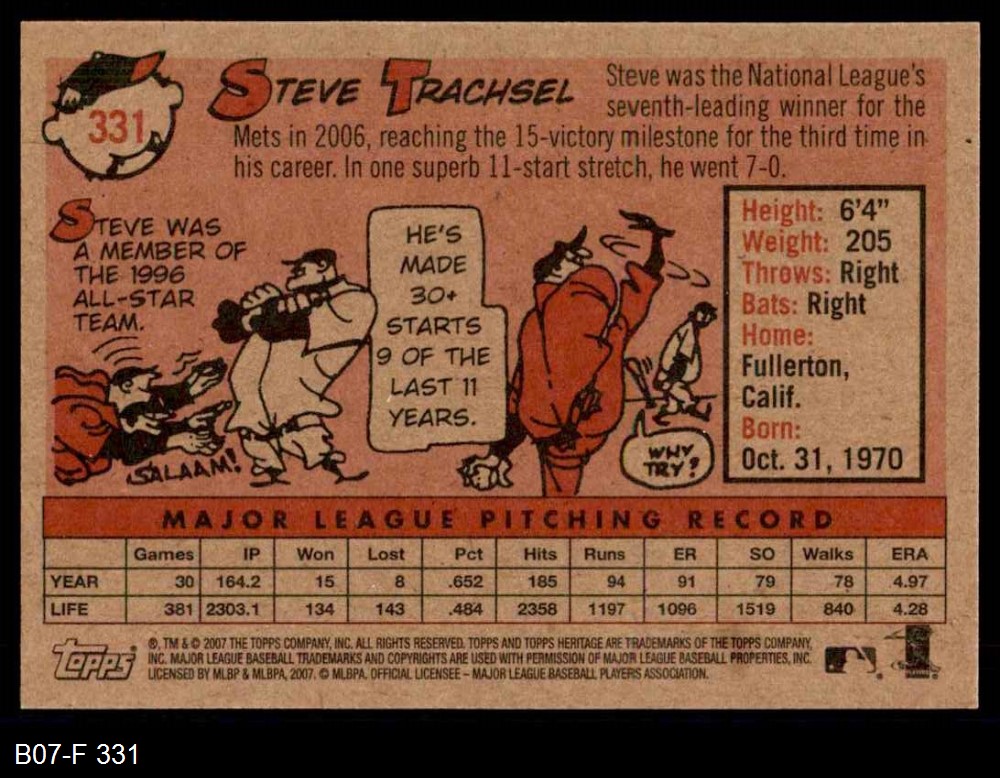 331
STEVE TRACHSEL
Steve was the National League's
seventh-leading winner for the
Mets in 2006, reaching the 15-victory milestone for the third time in
his career. In one superb 11-start stretch, he went 7-0.
STEVE WAS
A MEMBER OF
THE 1996
ALL-STAR
TEAM.
SALAAM!
HE'S
MADE
30+
STARTS
9 OF THE
LAST 11
YEARS.
WHY
TRY?
Height: 6'4"
Weight: 205
Throws: Right
Bats: Right
Home:
Fullerton,
Calif.
Born:
Oct. 31, 1970
MAJOR LEAGUE PITCHING RECORD
Games IP Won Lost Pct Hits Runs ER SO Walks ERA
YEAR 30 164.2 15 8 .652 185 94 91 79 78 4.97
LIFE 381 2303.1 134 143 .484 2358 1197 1096 1519 840 4.28
Topps
®, TM & © 2007 THE TOPPS COMPANY, INC. ALL RIGHTS RESERVED. TOPPS AND TOPPS HERITAGE ARE TRADEMARKS OF THE TOPPS COMPANY,
INC. MAJOR LEAGUE BASEBALL TRADEMARKS AND COPYRIGHTS ARE USED WITH PERMISSION OF MAJOR LEAGUE BASEBALL PROPERTIES, INC.
LICENSED BY MLBP & MLBPA, 2007. © MLBPA. OFFICIAL LICENSEE – MAJOR LEAGUE BASEBALL PLAYERS ASSOCIATION.
B07-F 331